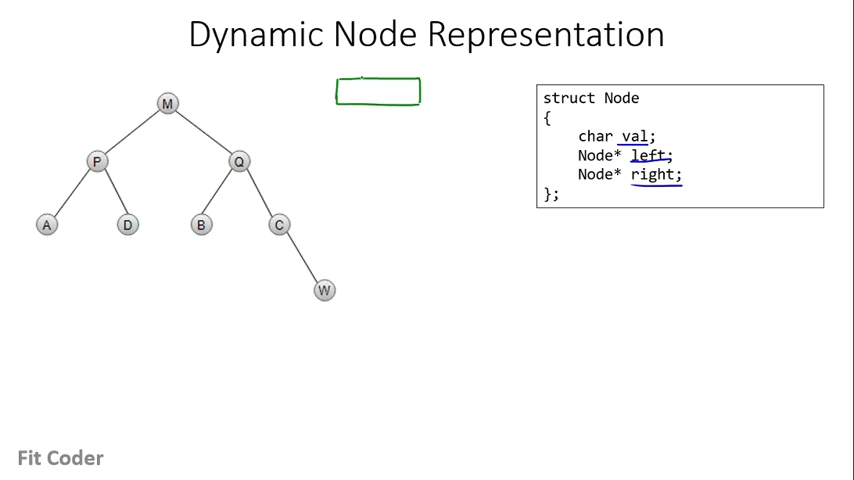 Dynamic Node Representation
M
P
Q
A
D
B
C
W
struct Node
{
char val;
Node* left;
Node* right;
};
Fit Coder